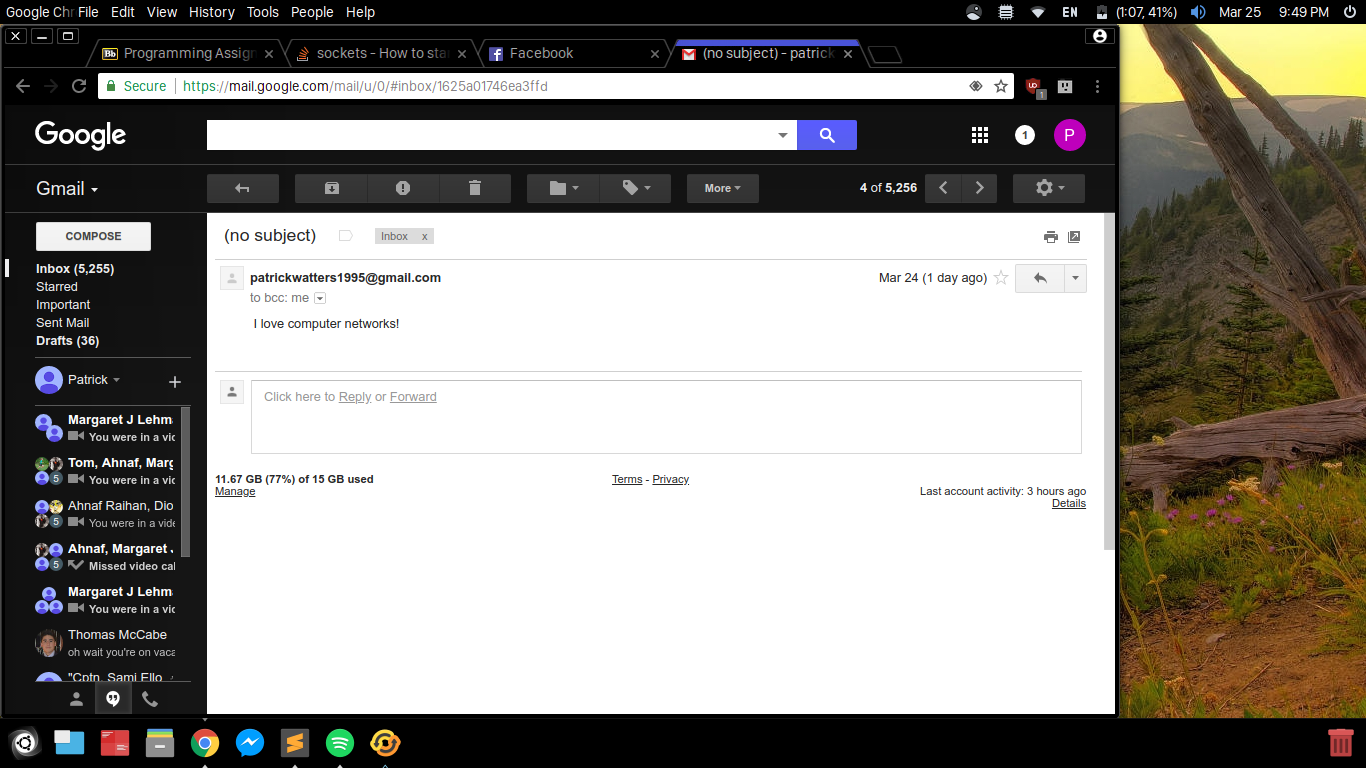 Google Chr File Edit View History Tools People Help
EN (1:07, 41%) Mar 25 9:49 PM
Bb Programming Assign sockets - How to star Facebook (no subject) - patrick
Secure https://mail.google.com/mail/u/0/#inbox/1625a01746ea3ffd
1
Google
1
P
Gmail
More
4 of 5,256
COMPOSE
Inbox (5,255)
Starred
Important
Sent Mail
Drafts (36)
Patrick
Margaret J Lehm
You were in a vid
Tom, Ahnaf, Marg
5 You were in a vid
Ahnaf Raihan, Dio
5 You were in a vide
Ahnaf, Margaret J
5 Missed video cal
Margaret J Lehm
You were in a vid
Thomas McCabe
oh wait you're on vaca
"Cptn. Sami Ello
(no subject) Inbox x
patrickwatters1995@gmail.com Mar 24 (1 day ago)
to bcc: me
I love computer networks!
Click here to Reply or Forward
11.67 GB (77%) of 15 GB used
Manage
Terms - Privacy
Last account activity: 3 hours ago
Details